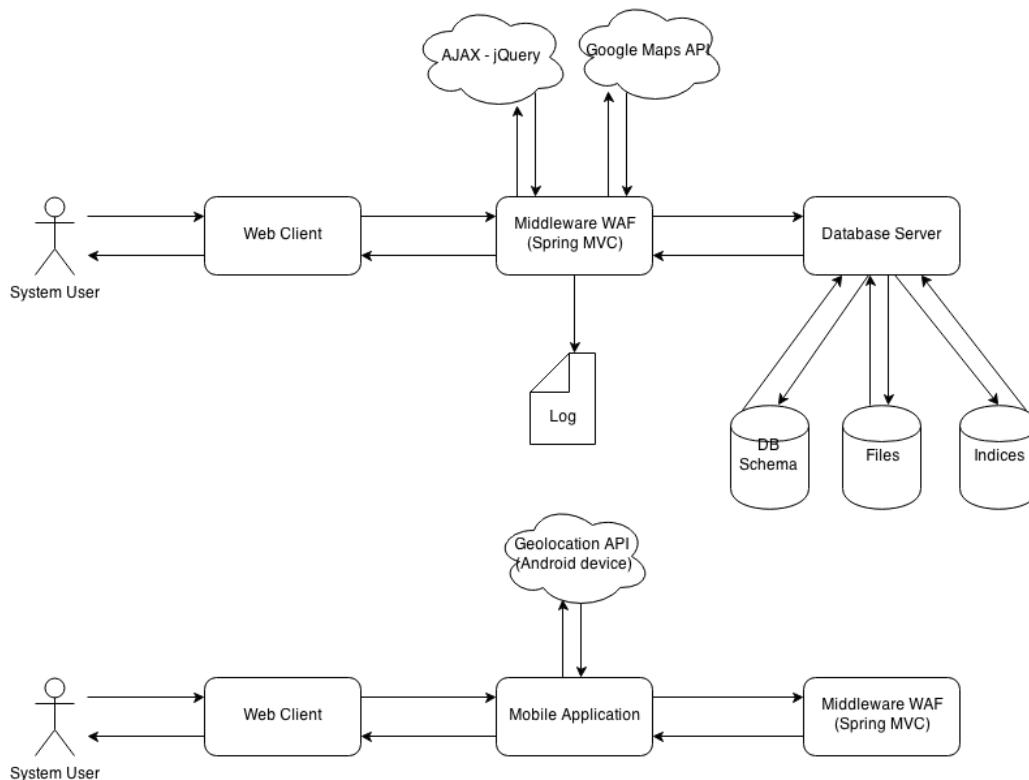 AJAX - jQuery
Google Maps API
System User
Web Client
Middleware WAF
(Spring MVC)
Database Server
Log
DB
Schema
Files
Indices
Geolocation API
(Android device)
System User
Web Client
Mobile Application
Middleware WAF
(Spring MVC)